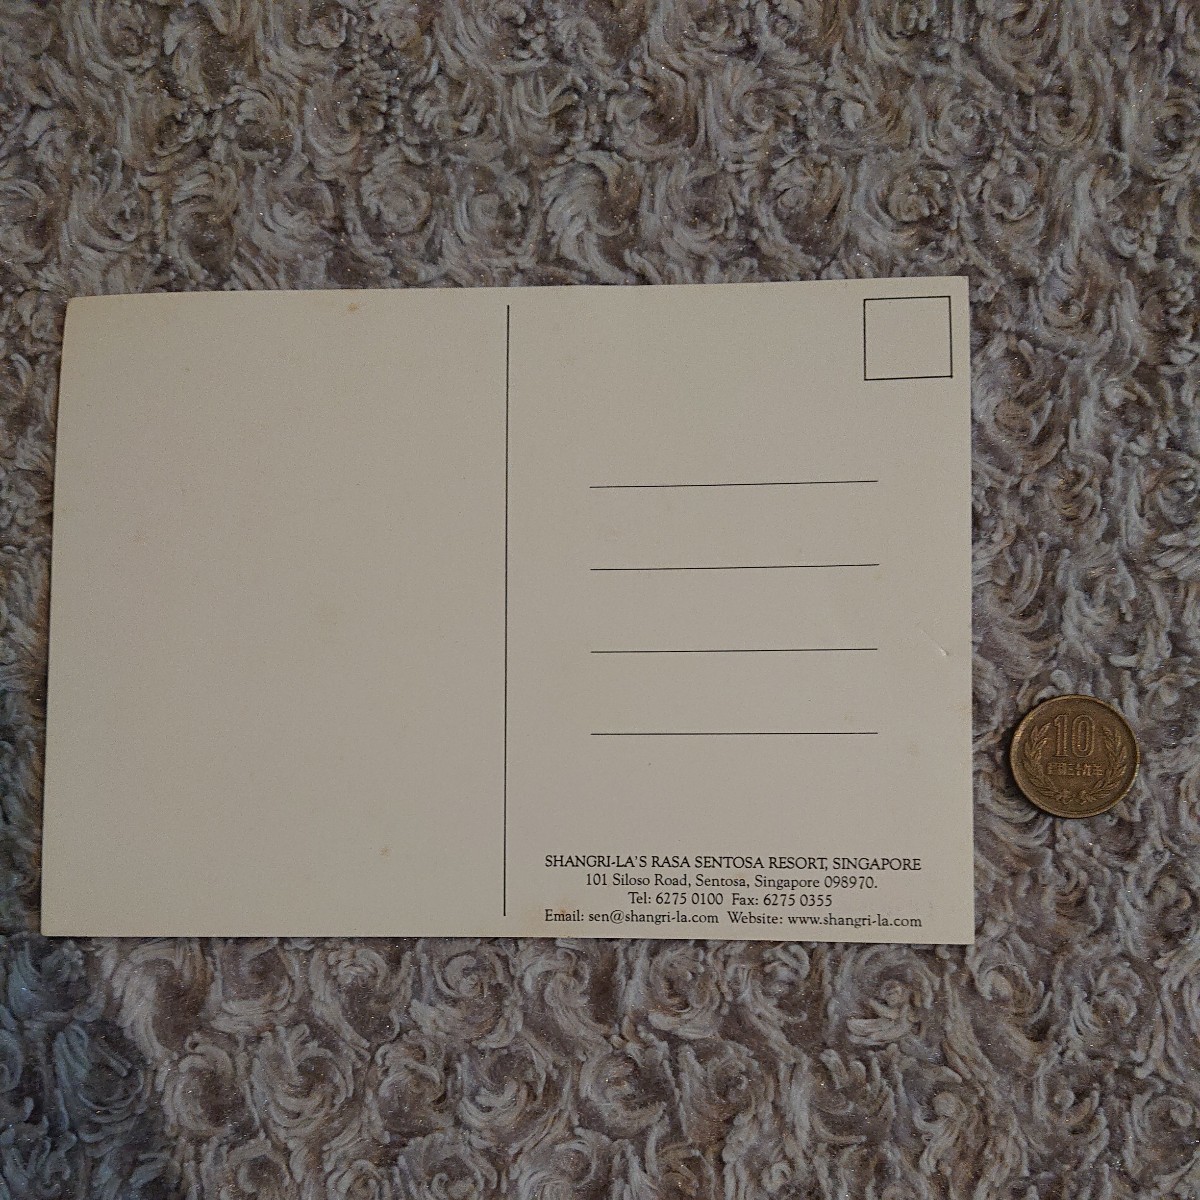 SHANGRI-LA'S RASA SENTOSA RESORT, SINGAPORE
101 Siloso Road, Sentosa, Singapore 098970.
Tel: 6275 0100 Fax: 6275 0355
Email: sen@shangri-la.com Website: www.shangri-la.com
10